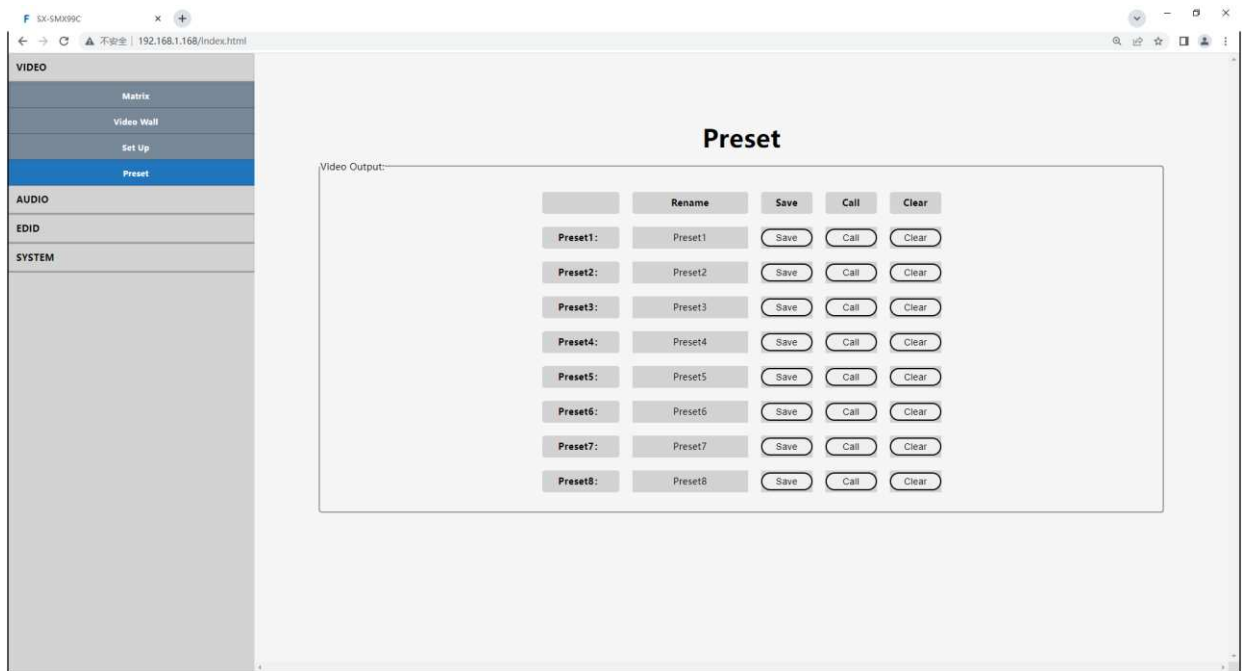 SX-SMX99C
不安全 192.168.1.168/index.html
VIDEO
Matrix
Video Wall
Set Up
Preset
AUDIO
EDID
SYSTEM
Preset
Video Output:
Rename Save Call Clear
Preset1: Preset1 Save Call Clear
Preset2: Preset2 Save Call Clear
Preset3: Preset3 Save Call Clear
Preset4: Preset4 Save Call Clear
Preset5: Preset5 Save Call Clear
Preset6: Preset6 Save Call Clear
Preset7: Preset7 Save Call Clear
Preset8: Preset8 Save Call Clear